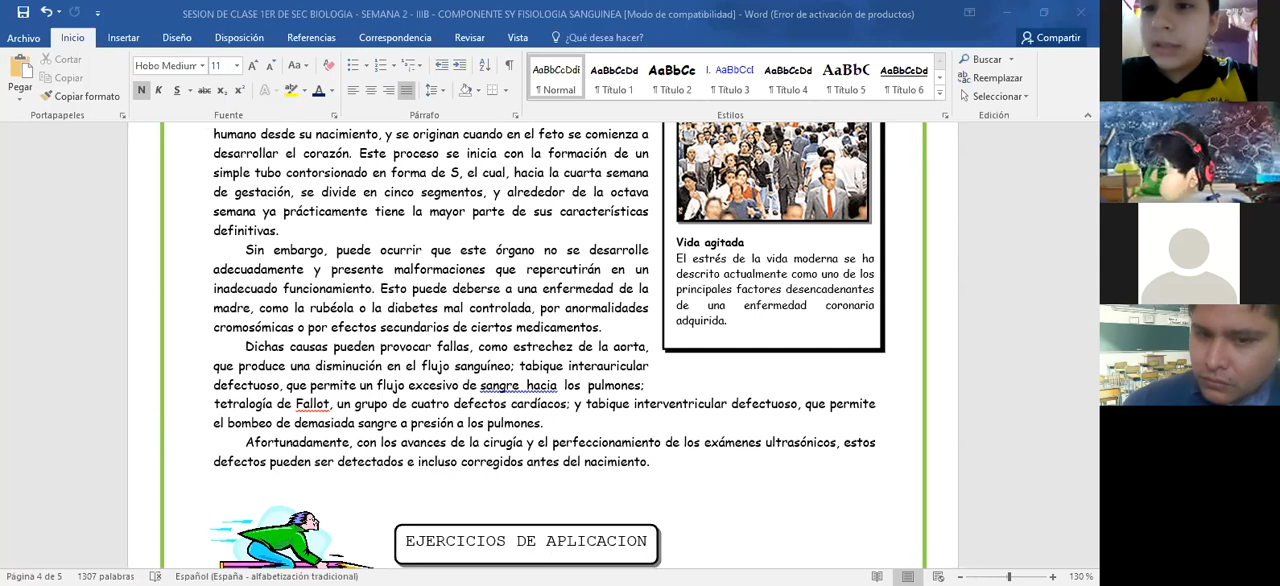 SESION DE CLASE 1ER DE SEC BIOLOGIA - SEMANA 2 - IIIB - COMPONENTE SY FISIOLOGIA SANGUINEA [Modo de compatibilidad] - Word (Error de activación de productos)
Archivo Inicio Insertar Diseño Disposición Referencias Correspondencia Revisar Vista ¿Qué desea hacer? Compartir
Pegar
Cortar
Copiar
Copiar formato
Portapapeles
Hobo Medium 11
Fuente
Párrafo
AaBbCcDdE AaBbCcDd AaBbCc I. AaBbCcI AaBbCcDd AaBbC AaBbCcDd
¶ Normal ¶ Título 1 ¶ Título 2 ¶ Título 3 ¶ Título 4 ¶ Título 5 ¶ Título 6
Estilos
Buscar
Reemplazar
Seleccionar
Edición
humano desde su nacimiento, y se originan cuando en el feto se comienza a
desarrollar el corazón. Este proceso se inicia con la formación de un
simple tubo contorsionado en forma de S, el cual, hacia la cuarta semana
de gestación, se divide en cinco segmentos, y alrededor de la octava
semana ya prácticamente tiene la mayor parte de sus características
definitivas.
Sin embargo, puede ocurrir que este órgano no se desarrolle
adecuadamente y presente malformaciones que repercutirán en un
inadecuado funcionamiento. Esto puede deberse a una enfermedad de la
madre, como la rubéola o la diabetes mal controlada, por anormalidades
cromosómicas o por efectos secundarios de ciertos medicamentos.
Dichas causas pueden provocar fallas, como estrechez de la aorta,
que produce una disminución en el flujo sanguíneo; tabique interauricular
defectuoso, que permite un flujo excesivo de sangre hacia los pulmones;
tetralogía de Fallot, un grupo de cuatro defectos cardíacos; y tabique interventricular defectuoso, que permite
el bombeo de demasiada sangre a presión a los pulmones.
Afortunadamente, con los avances de la cirugía y el perfeccionamiento de los exámenes ultrasónicos, estos
defectos pueden ser detectados e incluso corregidos antes del nacimiento.
Vida agitada
El estrés de la vida moderna se ha
descrito actualmente como uno de los
principales factores desencadenantes
de una enfermedad coronaria
adquirida.
EJERCICIOS DE APLICACION
Página 4 de 5 1307 palabras Español (España - alfabetización tradicional) 130 %